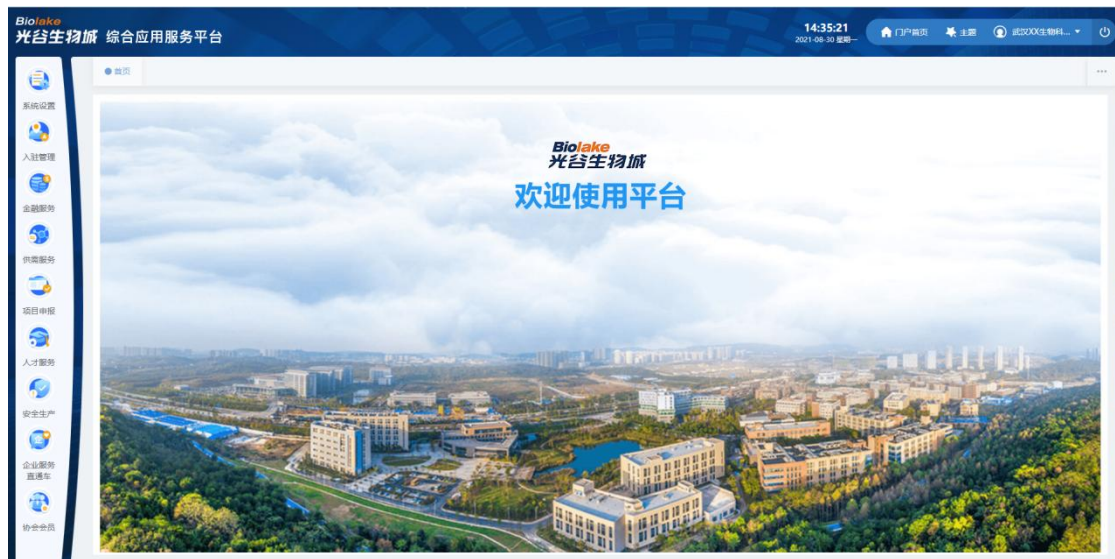 Biolake
光谷生物城 综合应用服务平台
14:35:21
2021-08-30 星期一
门户首页
主题
武汉XX生物科...
首页
系统设置
入驻管理
金融服务
供需服务
项目申报
人才服务
安全生产
企业服务
直通车
协会会员
Biolake
光谷生物城
欢迎使用平台